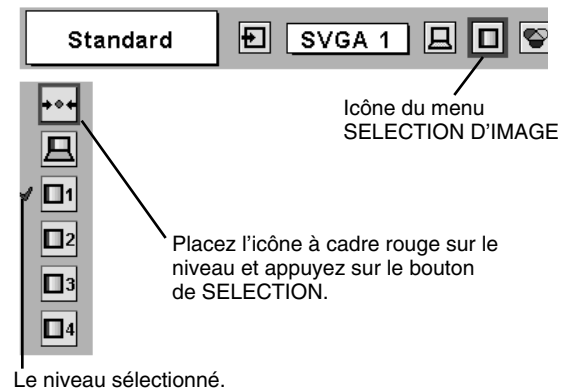 Standard
SVGA 1
Icône du menu
SELECTION D'IMAGE
1
2
3
4
Placez l'icône à cadre rouge sur le
niveau et appuyez sur le bouton
de SELECTION.
Le niveau sélectionné.